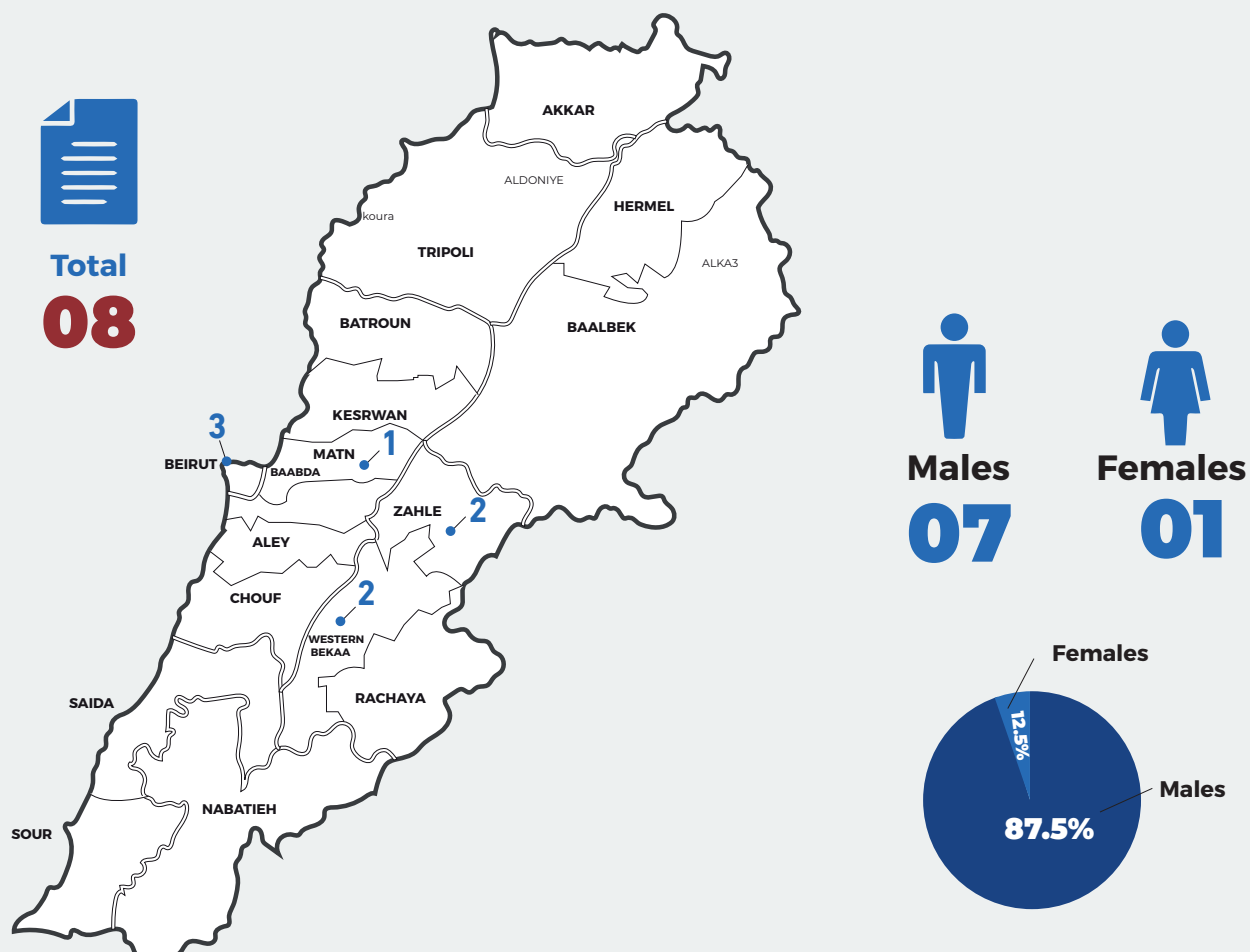 AKKAR
ALDONIYE
HERMEL
koura
TRIPOLI
ALKA3
Total
08
BATROUN
BAALBEK
KESRWAN
3
1
MATN
BEIRUT
BAABDA
Males
Females
07
01
ZAHLE
2
ALEY
2
CHOUF
WESTERN
BEKAA
RACHAYA
SAIDA
Females
12.5%
Males
87.5%
NABATIEH
SOUR